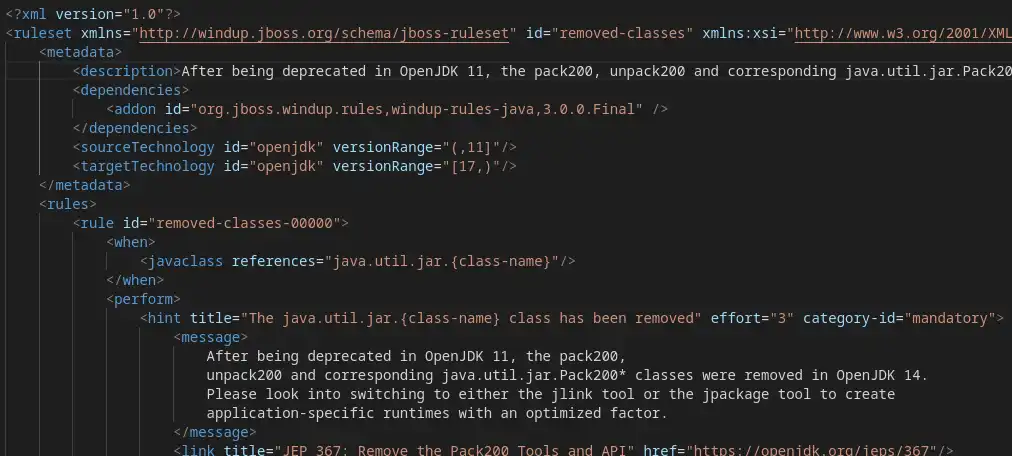 <?xml version="1.0"?>
<ruleset xmlns="http://windup.jboss.org/schema/jboss-ruleset" id="removed-classes" xmlns:xsi="http://www.w3.org/2001/XML
<metadata>
<description>After being deprecated in OpenJDK 11, the pack200, unpack200 and corresponding java.util.jar.Pack20
<dependencies>
<addon id="org.jboss.windup.rules,windup-rules-java,3.0.0.Final" />
</dependencies>
<sourceTechnology id="openjdk" versionRange="(,11]"/>
<targetTechnology id="openjdk" versionRange="[17,)"/>
</metadata>
<rules>
<rule id="removed-classes-00000">
<when>
<javaclass references="java.util.jar.{class-name}"/>
</when>
<perform>
<hint title="The java.util.jar.{class-name} class has been removed" effort="3" category-id="mandatory">
<message>
After being deprecated in OpenJDK 11, the pack200,
unpack200 and corresponding java.util.jar.Pack200* classes were removed in OpenJDK 14.
Please look into switching to either the jlink tool or the jpackage tool to create
application-specific runtimes with an optimized factor.
</message>
<link title="JEP 367: Remove the Pack200 Tools and API" href="https://openjdk.org/jeps/367"/>